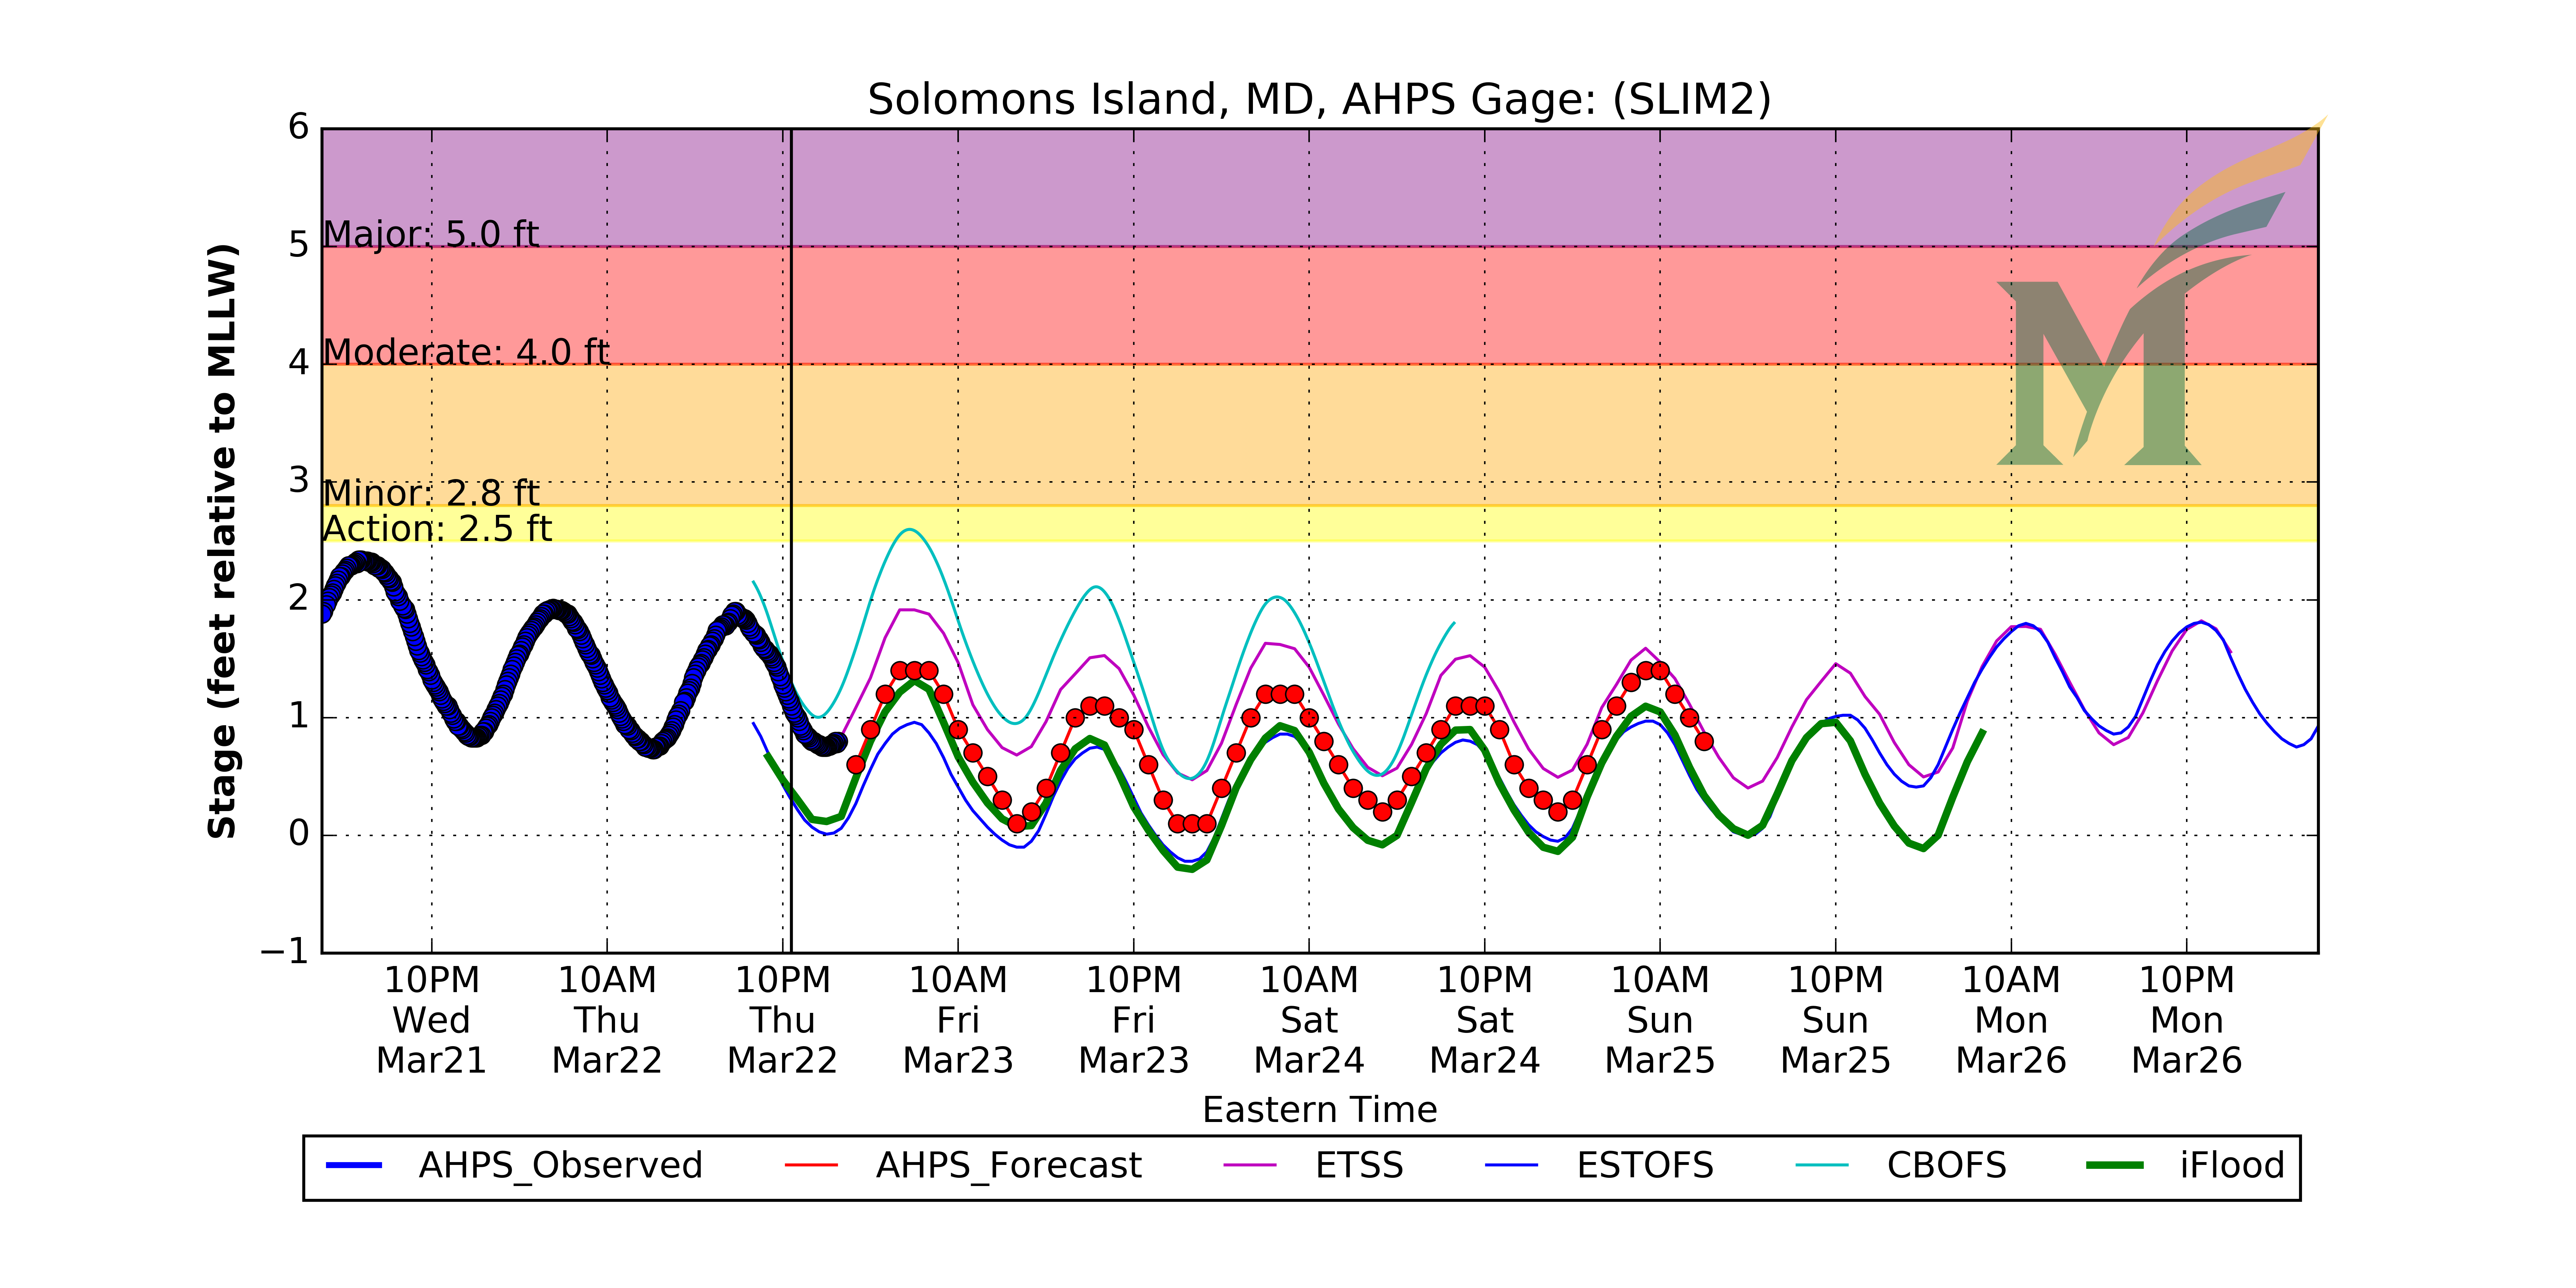 Solomons Island, MD, AHPS Gage: (SLIM2)
6
5
4
3
2
1
0
−1
Stage (feet relative to MLLW)
Major: 5.0 ft
Moderate: 4.0 ft
Minor: 2.8 ft
Action: 2.5 ft
M
10PM Wed Mar21
10AM Thu Mar22
10PM Thu Mar22
10AM Fri Mar23
10PM Fri Mar23
10AM Sat Mar24
10PM Sat Mar24
10AM Sun Mar25
10PM Sun Mar25
10AM Mon Mar26
10PM Mon Mar26
Eastern Time
AHPS_Observed
AHPS_Forecast
ETSS
ESTOFS
CBOFS
iFlood